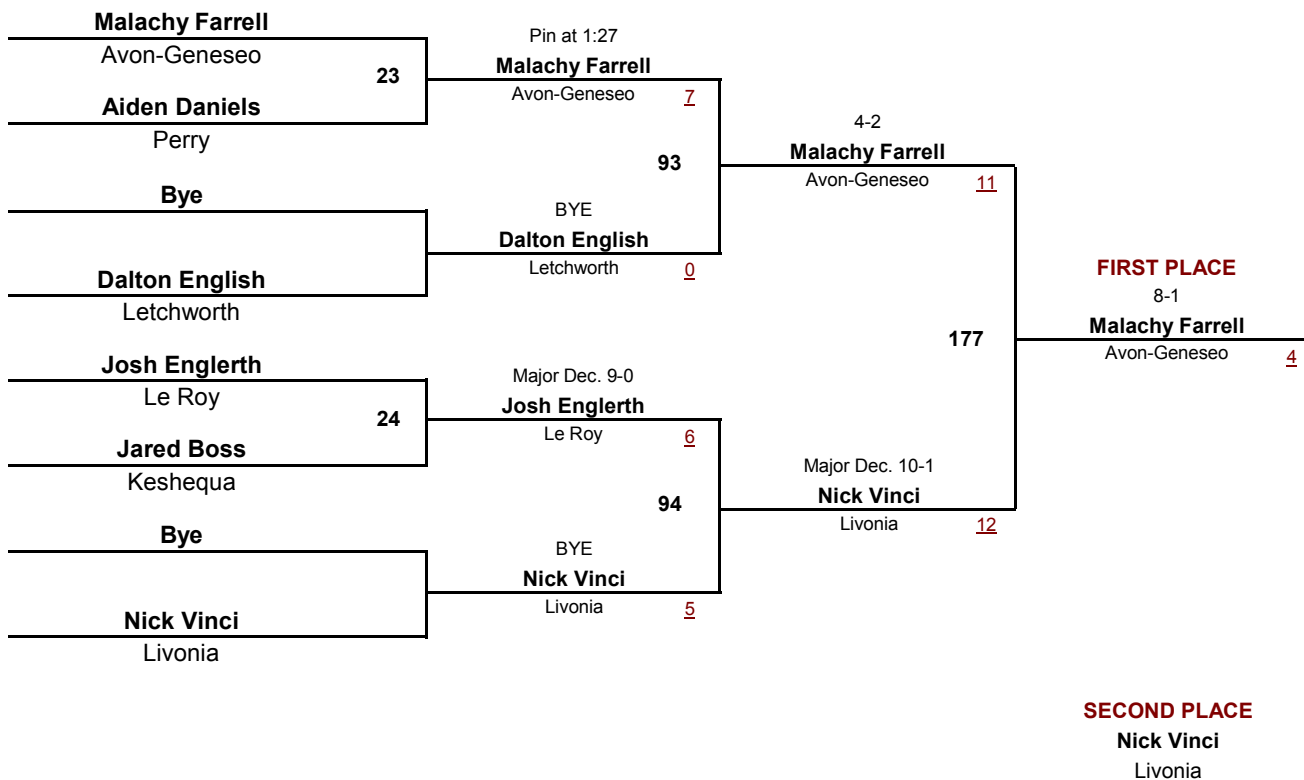 Malachy Farrell
Avon-Geneseo
23
Aiden Daniels
Perry
Bye
Dalton English
Letchworth
Josh Englerth
Le Roy
24
Jared Boss
Keshequa
Bye
Nick Vinci
Livonia
Pin at 1:27
Malachy Farrell
Avon-Geneseo 7
93
BYE
Dalton English
Letchworth 0
Major Dec. 9-0
Josh Englerth
Le Roy 6
94
BYE
Nick Vinci
Livonia 5
4-2
Malachy Farrell
Avon-Geneseo 11
177
Major Dec. 10-1
Nick Vinci
Livonia 12
FIRST PLACE
8-1
Malachy Farrell
Avon-Geneseo 4
SECOND PLACE
Nick Vinci
Livonia